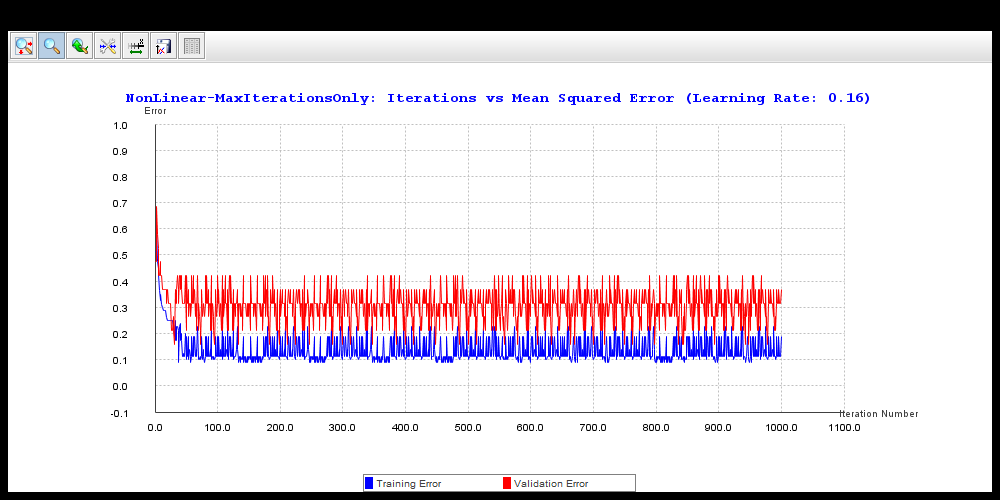 NonLinear-MaxIterationsOnly: Iterations vs Mean Squared Error (Learning Rate: 0.16)
Error
1.0
0.9
0.8
0.7
0.6
0.5
0.4
0.3
0.2
0.1
0.0
-0.1
Iteration Number
0.0 100.0 200.0 300.0 400.0 500.0 600.0 700.0 800.0 900.0 1000.0 1100.0
Training Error Validation Error